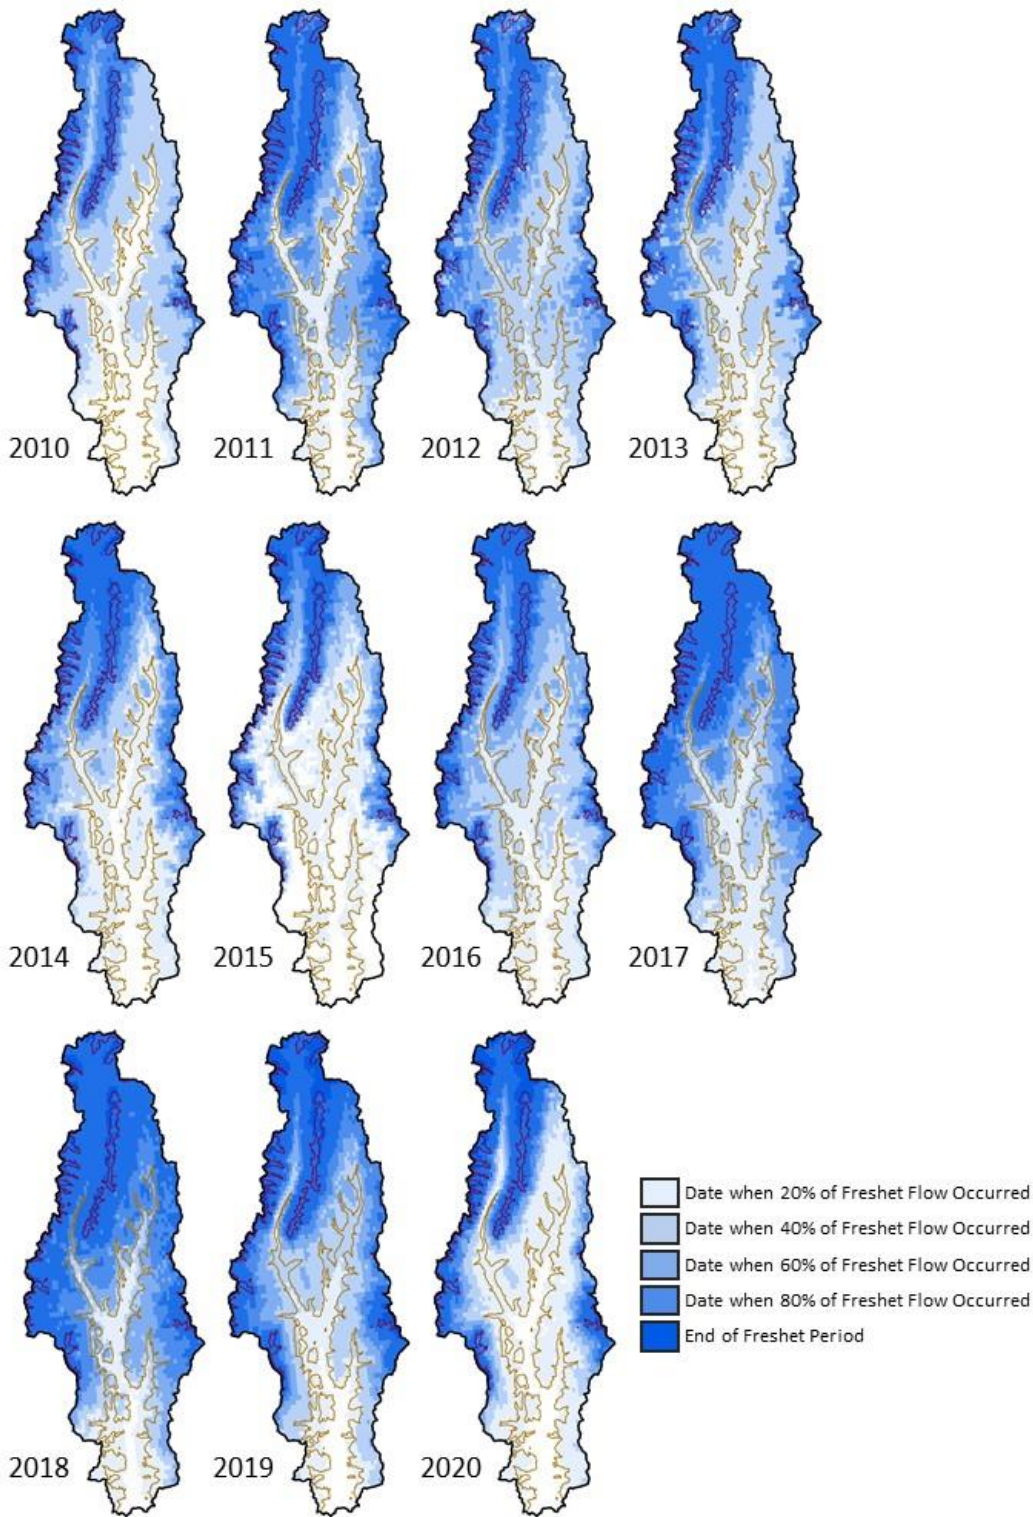 2010
2011
2012
2013
2014
2015
2016
2017
2018
2019
2020
Date when 20% of Freshet Flow Occurred
Date when 40% of Freshet Flow Occurred
Date when 60% of Freshet Flow Occurred
Date when 80% of Freshet Flow Occurred
End of Freshet Period